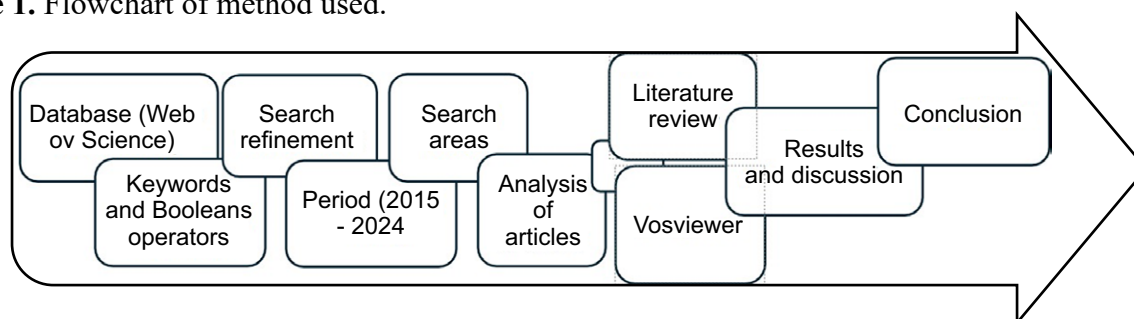 e 1. Flowchart of method used.
Database (Web
ov Science)
Keywords
and Booleans
operators
Search
refinement
Period (2015
- 2024
Search
areas
Analysis
of
articles
Literature
review
Vosviewer
Results
and discussion
Conclusion